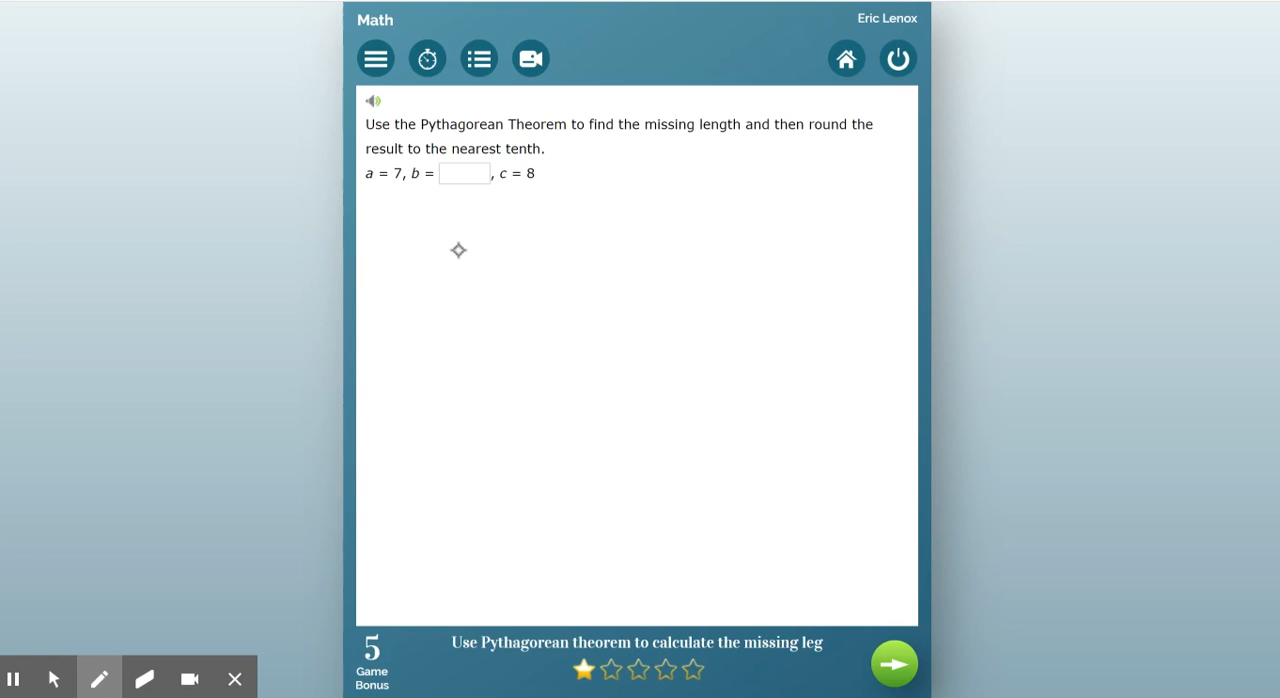 Math
Eric Lenox
Use the Pythagorean Theorem to find the missing length and then round the
result to the nearest tenth.
a = 7, b = , c = 8
5
Game
Bonus
Use Pythagorean theorem to calculate the missing leg